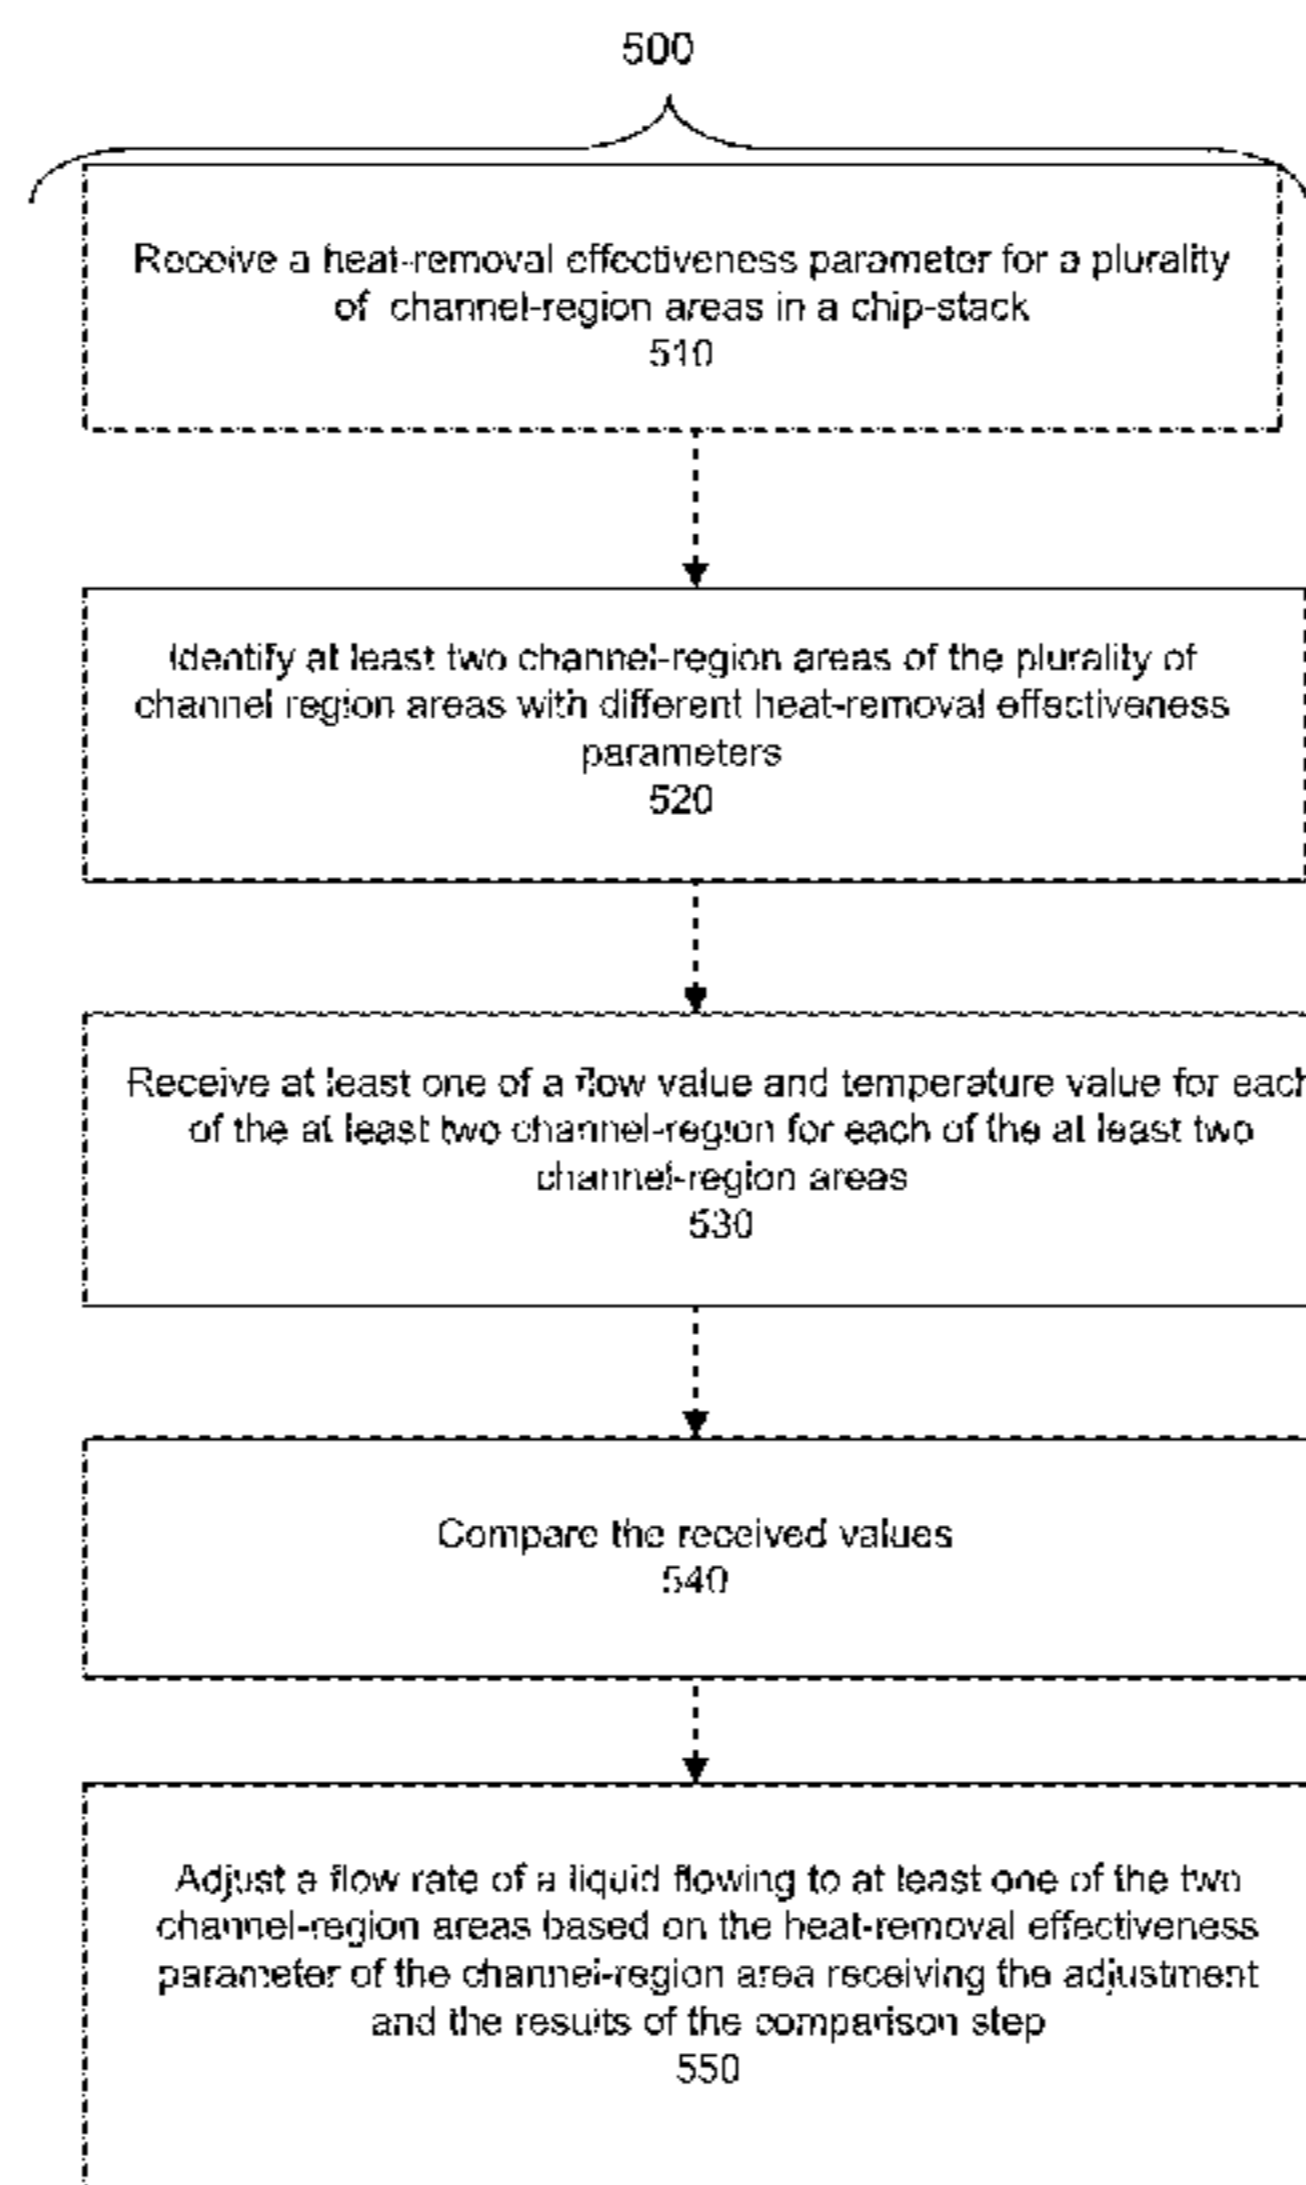 500
Receive a heat-removal effectiveness parameter for a plurality
of channel-region areas in a chip-stack
510
Identify at least two channel-region areas of the plurality of
channel region areas with different heat-removal effectiveness
parameters
520
Receive at least one of a flow value and temperature value for each
of the at least two channel-region for each of the at least two
channel-region areas
530
Compare the received values
540
Adjust a flow rate of a liquid flowing to at least one of the two
channel-region areas based on the heat-removal effectiveness
parameter of the channel-region area receiving the adjustment
and the results of the comparison step
550